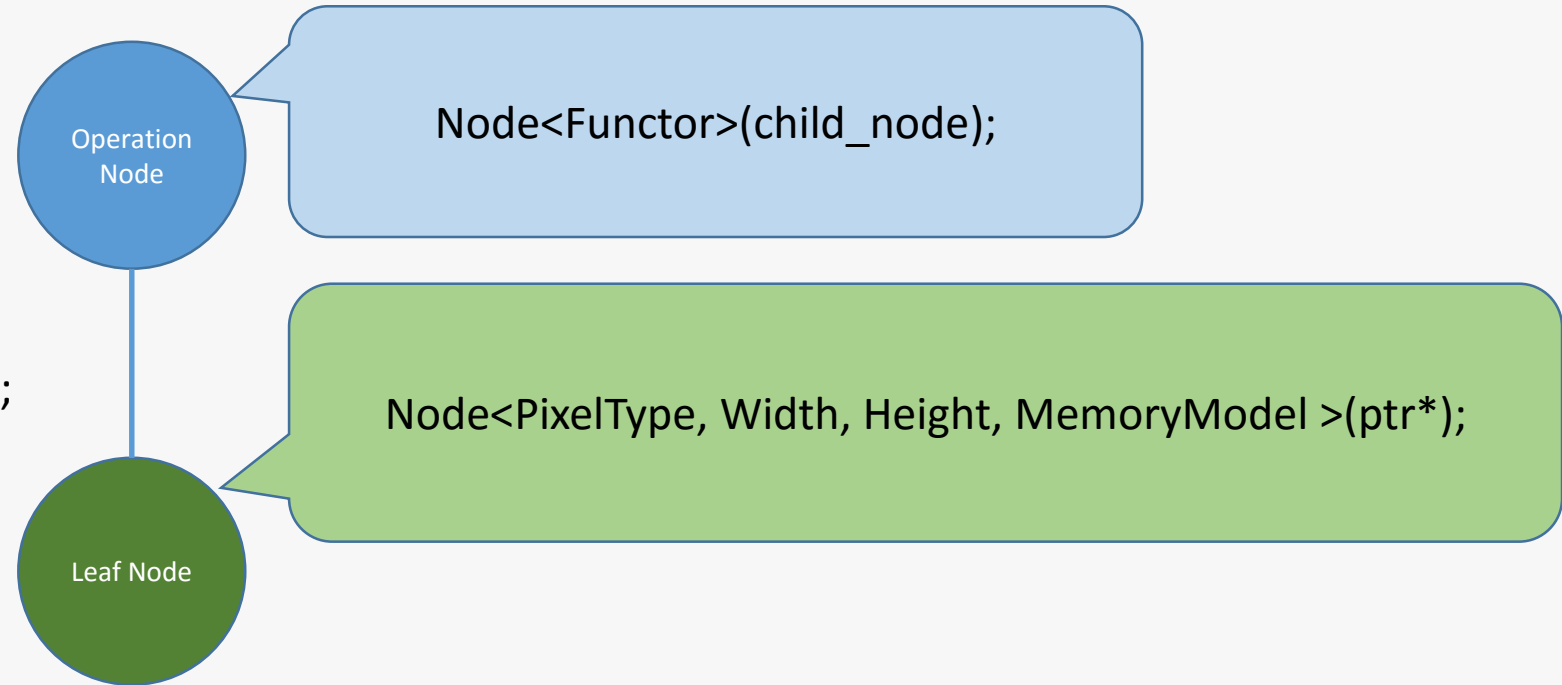 Operation
Node
Node<Functor>(child_node);
;
Node<PixelType, Width, Height, MemoryModel >(ptr*);
Leaf Node